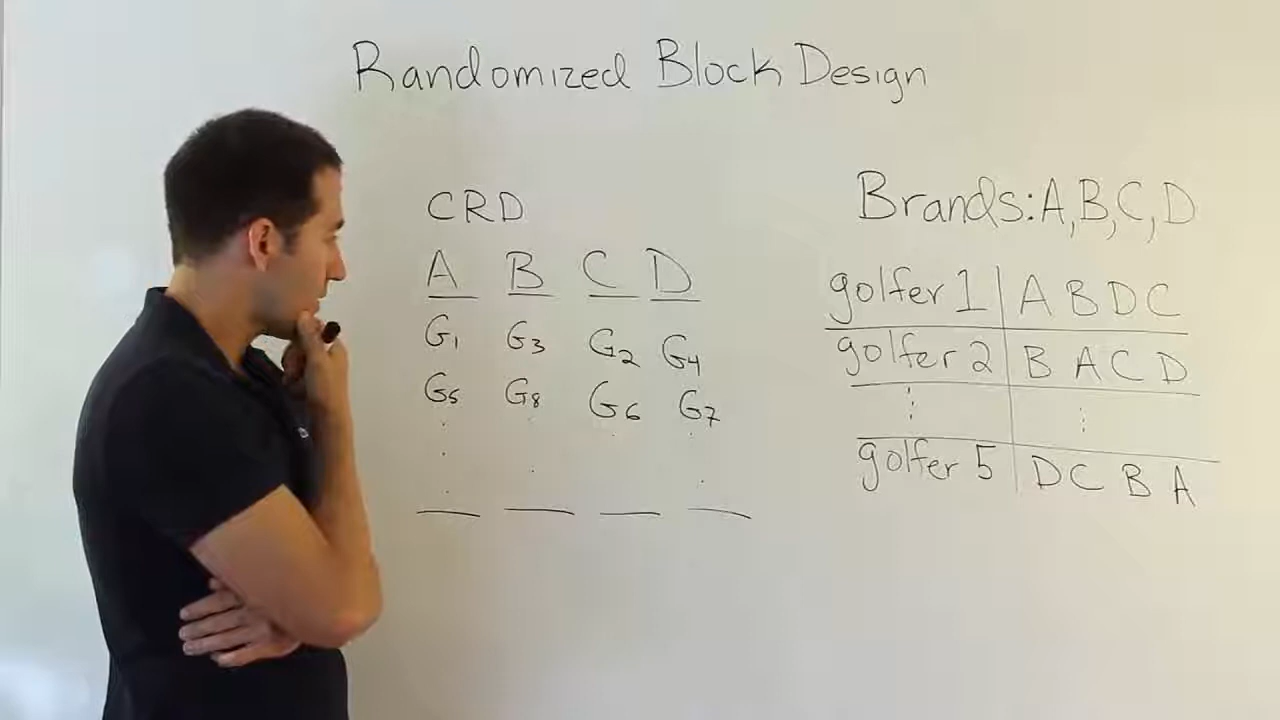 Randomized Block Design
CRD
A B C D
G1 G3 G2 G4
G5 G8 G6 G7
Brands: A, B, C, D
golfer 1 A B D C
golfer 2 B A C D
golfer 5 D C B A